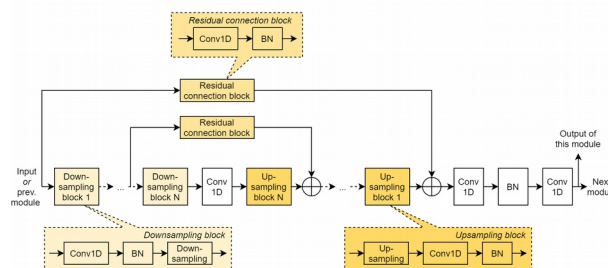 Residual connection block
Conv1D
BN
Residual
connection block
Residual
connection block
Output of
this module
Input
or
prev.
module
Down-
sampling
block 1
...
Down-
sampling
block N
Conv
1D
Up-
sampling
block N
...
Up-
sampling
block 1
Conv
1D
BN
Conv
1D
Next
modu
Downsampling block
Conv1D
BN
Down-
sampling
Upsampling block
Up-
sampling
Conv1D
BN